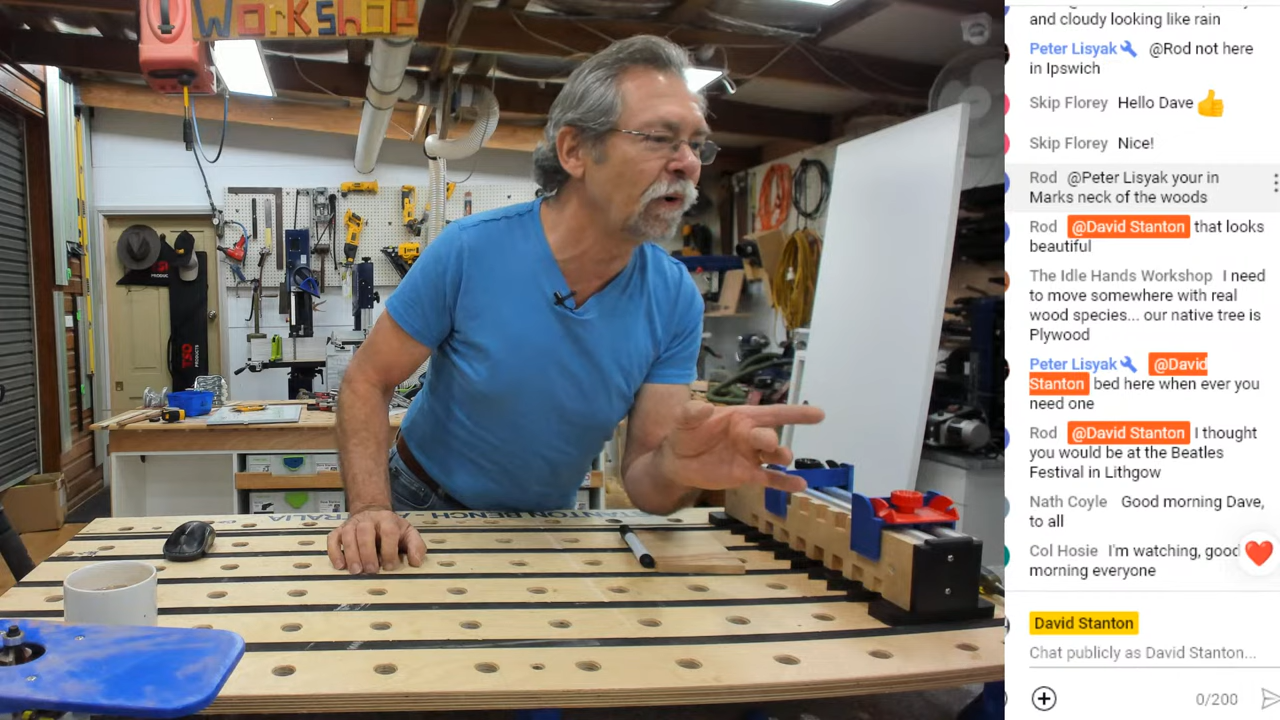 Workshop
TSO
PRODUCTS
STANTON BENCH
AUSTRALIA
and cloudy looking like rain
Peter Lisyak @Rod not here
in Ipswich
Skip Florey Hello Dave
Skip Florey Nice!
Rod @Peter Lisyak your in
Marks neck of the woods
Rod @David Stanton that looks
beautiful
The Idle Hands Workshop I need
to move somewhere with real
wood species... our native tree is
Plywood
Peter Lisyak @David
Stanton bed here when ever you
need one
Rod @David Stanton I thought
you would be at the Beatles
Festival in Lithgow
Nath Coyle Good morning Dave,
to all
Col Hosie I'm watching, good
morning everyone
David Stanton
Chat publicly as David Stanton...
0/200